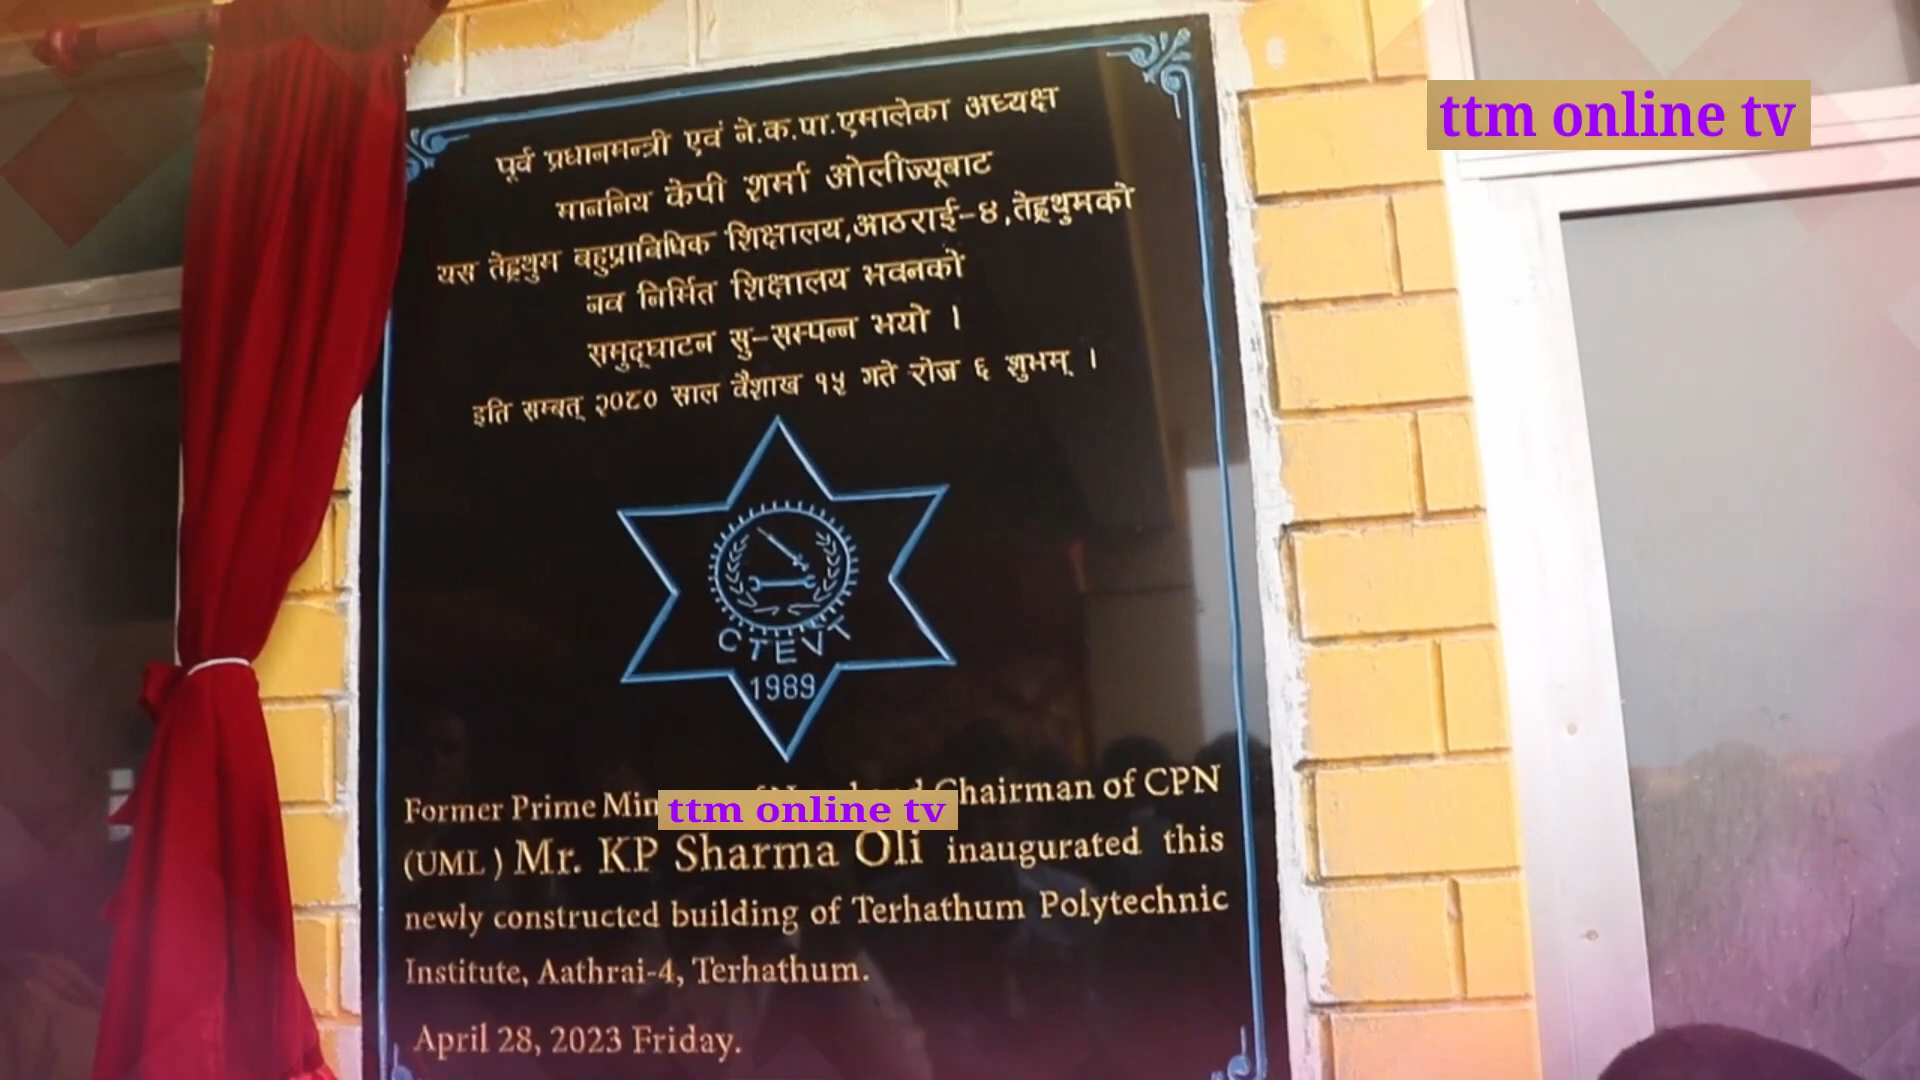 ttm online tv
पूर्व प्रधानमन्त्री एवं ने.क.पा.एमालेका अध्यक्ष
माननिय केपी शर्मा ओलीज्यूबाट
यस तेह्रथुम बहुप्राबिधिक शिक्षालय,आठराई-४,तेह्रथुमको
नव निर्मित शिक्षालय भवनको
समुद्घाटन सु-सम्पन्न भयो ।
इति सम्बत् २०८० साल वैशाख १५ गते रोज ६ शुभम् ।
CTEVT
1989
Former Prime Chairman of CPN
ttm online tv
(UML ) Mr. KP Sharma Oli inaugurated this
newly constructed building of Terhathum Polytechnic
Institute, Aathrai-4, Terhathum.
April 28, 2023 Friday.